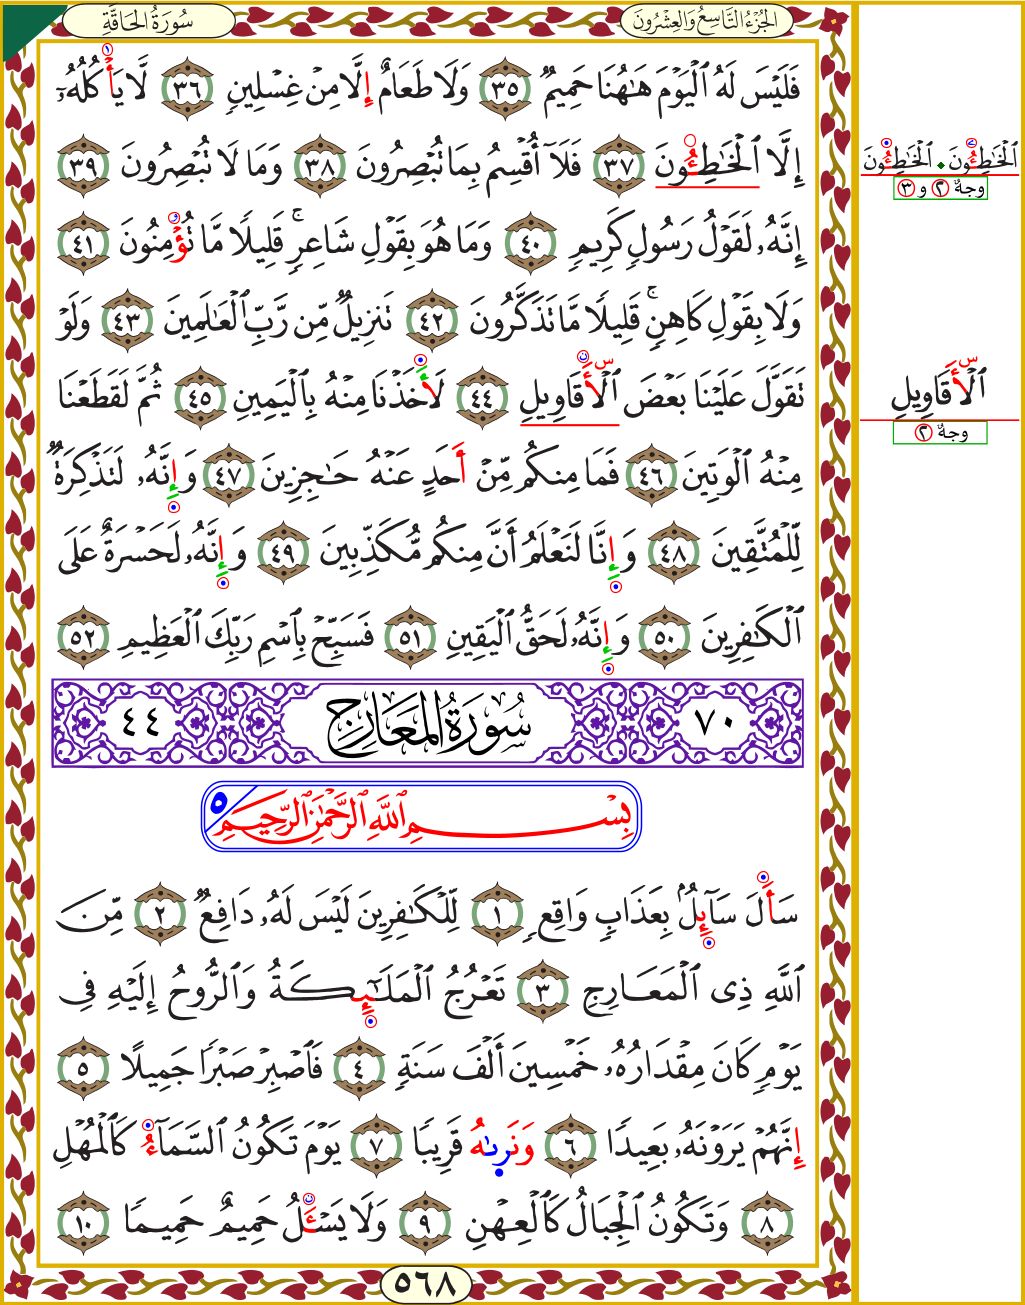 سُورَةُ الحَاقَّةِ
الجُزْءُ التَّاسِعُ وَالعِشْرُونَ
فَلَيْسَ لَهُ ٱلْيَوْمَ هَـٰهُنَا حَمِيمٌ ٣٥ وَلَا طَعَامٌ إِلَّا مِنْ غِسْلِينٍ ٣٦ لَّا يَأْكُلُهُۥٓ
إِلَّا ٱلْخَـٰطِـُٔونَ ٣٧ فَلَآ أُقْسِمُ بِمَا تُبْصِرُونَ ٣٨ وَمَا لَا تُبْصِرُونَ ٣٩
إِنَّهُۥ لَقَوْلُ رَسُولٍ كَرِيمٍ ٤٠ وَمَا هُوَ بِقَوْلِ شَاعِرٍ ۚ قَلِيلًا مَّا تُؤْمِنُونَ ٤١
وَلَا بِقَوْلِ كَاهِنٍ ۚ قَلِيلًا مَّا تَذَكَّرُونَ ٤٢ تَنزِيلٌ مِّن رَّبِّ ٱلْعَـٰلَمِينَ ٤٣ وَلَوْ
تَقَوَّلَ عَلَيْنَا بَعْضَ ٱلْأَقَاوِيلِ ٤٤ لَأَخَذْنَا مِنْهُ بِٱلْيَمِينِ ٤٥ ثُمَّ لَقَطَعْنَا
مِنْهُ ٱلْوَتِينَ ٤٦ فَمَا مِنكُم مِّنْ أَحَدٍ عَنْهُ حَـٰجِزِينَ ٤٧ وَإِنَّهُۥ لَتَذْكِرَةٌ
لِّلْمُتَّقِينَ ٤٨ وَإِنَّا لَنَعْلَمُ أَنَّ مِنكُم مُّكَذِّبِينَ ٤٩ وَإِنَّهُۥ لَحَسْرَةٌ عَلَى
ٱلْكَـٰفِرِينَ ٥٠ وَإِنَّهُۥ لَحَقُّ ٱلْيَقِينِ ٥١ فَسَبِّحْ بِٱسْمِ رَبِّكَ ٱلْعَظِيمِ ٥٢
٧٠ سُورَةُ المَعَارِجِ ٤٤
بِسْمِ ٱللَّهِ ٱلرَّحْمَـٰنِ ٱلرَّحِيمِ ٥
سَأَلَ سَآئِلٌۢ بِعَذَابٍ وَاقِعٍ ١ لِّلْكَـٰفِرِينَ لَيْسَ لَهُۥ دَافِعٌ ٢ مِّنَ
ٱللَّهِ ذِى ٱلْمَعَارِجِ ٣ تَعْرُجُ ٱلْمَلَـٰٓئِكَةُ وَٱلرُّوحُ إِلَيْهِ فِى
يَوْمٍ كَانَ مِقْدَارُهُۥ خَمْسِينَ أَلْفَ سَنَةٍ ٤ فَٱصْبِرْ صَبْرًا جَمِيلًا ٥
إِنَّهُمْ يَرَوْنَهُۥ بَعِيدًا ٦ وَنَرَىٰهُ قَرِيبًا ٧ يَوْمَ تَكُونُ ٱلسَّمَآءُ كَٱلْمُهْلِ
٨ وَتَكُونُ ٱلْجِبَالُ كَٱلْعِهْنِ ٩ وَلَا يَسْـَٔلُ حَمِيمٌ حَمِيمًا ١٠
٥٦٨
ٱلْخَـٰطِـُٔونَ ٠ ٱلْخَـٰطِـُٔونَ
وجهٌ ٢ و ٣
ٱلْأَقَاوِيلِ
وجهٌ ٢